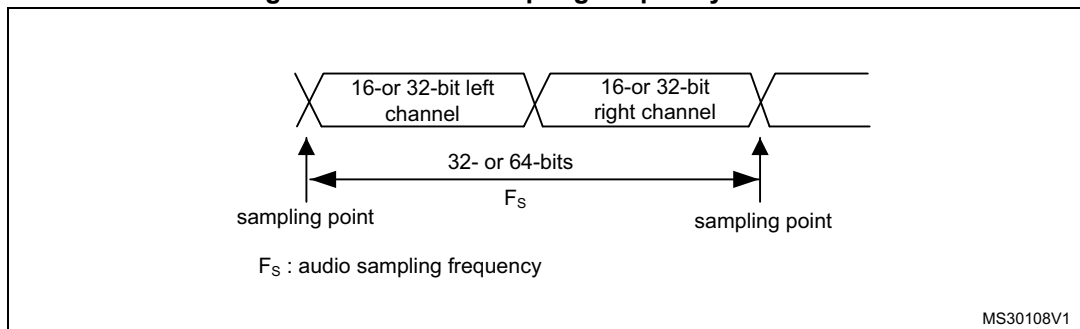 16-or 32-bit left
channel
16-or 32-bit
right channel
32- or 64-bits
FS
sampling point
sampling point
FS : audio sampling frequency
MS30108V1